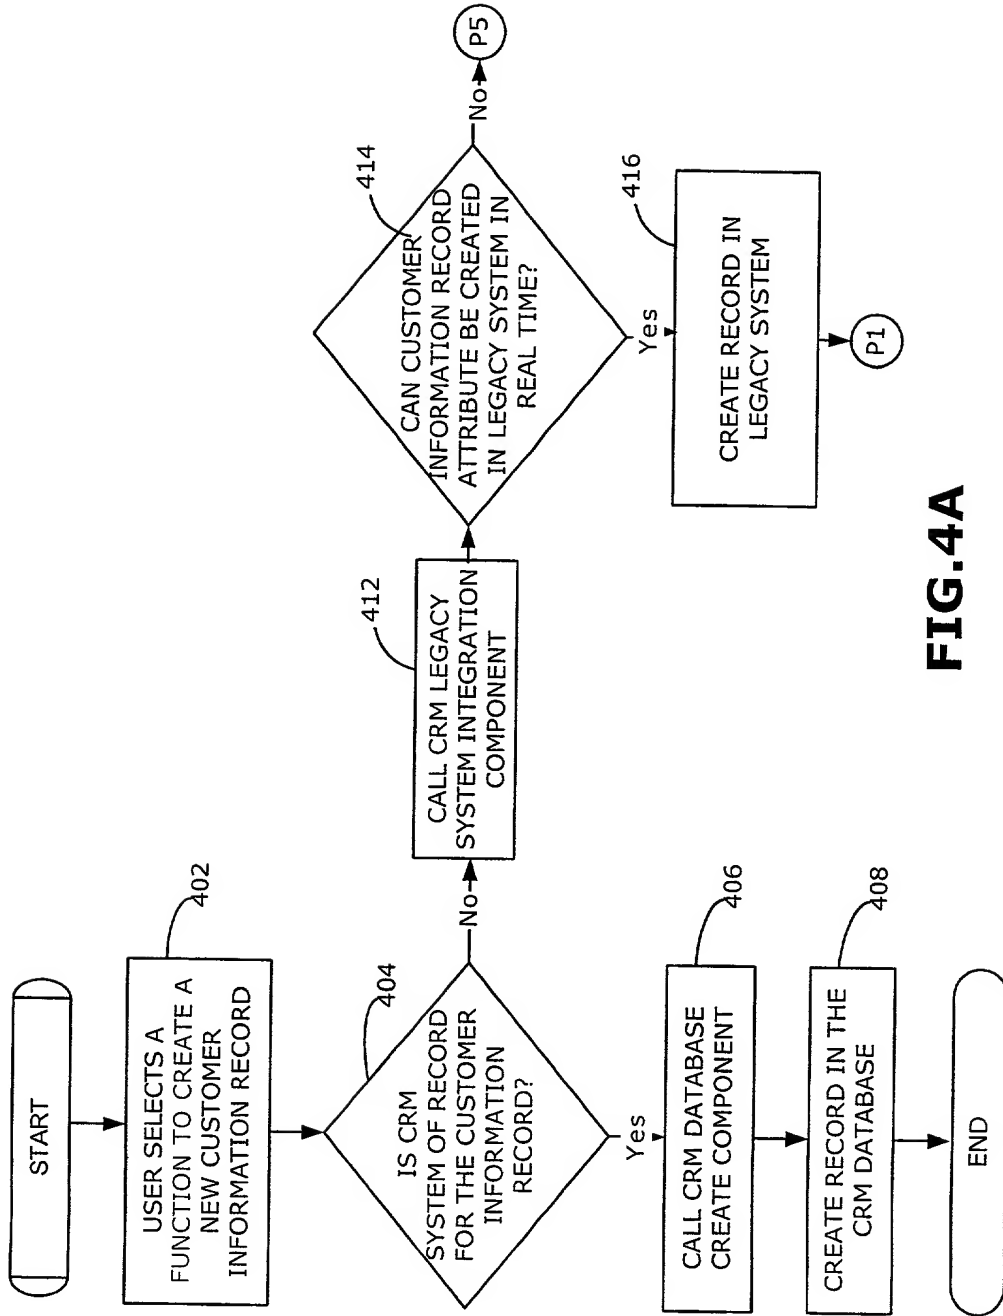 START
402
USER SELECTS A
FUNCTION TO CREATE A
NEW CUSTOMER
INFORMATION RECORD
404
IS CRM
SYSTEM OF RECORD
FOR THE CUSTOMER
INFORMATION
RECORD?
No
Yes
406
CALL CRM DATABASE
CREATE COMPONENT
408
CREATE RECORD IN THE
CRM DATABASE
END
412
CALL CRM LEGACY
SYSTEM INTEGRATION
COMPONENT
414
CAN CUSTOMER
INFORMATION RECORD
ATTRIBUTE BE CREATED
IN LEGACY SYSTEM IN
REAL TIME?
No
P5
Yes
416
CREATE RECORD IN
LEGACY SYSTEM
P1
FIG.4A